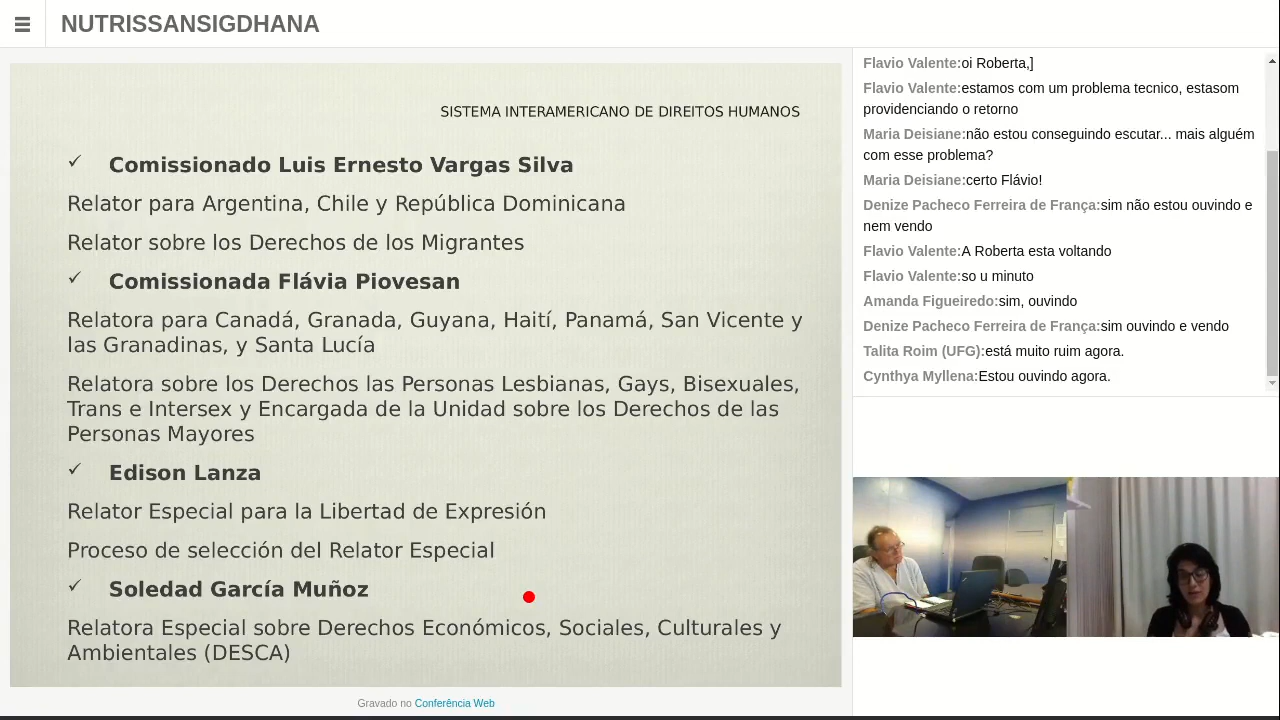 NUTRISSANSIGDHANA
SISTEMA INTERAMERICANO DE DIREITOS HUMANOS
✓ Comissionado Luis Ernesto Vargas Silva
Relator para Argentina, Chile y República Dominicana
Relator sobre los Derechos de los Migrantes
✓ Comissionada Flávia Piovesan
Relatora para Canadá, Granada, Guyana, Haití, Panamá, San Vicente y
las Granadinas, y Santa Lucía
Relatora sobre los Derechos las Personas Lesbianas, Gays, Bisexuales,
Trans e Intersex y Encargada de la Unidad sobre los Derechos de las
Personas Mayores
✓ Edison Lanza
Relator Especial para la Libertad de Expresión
Proceso de selección del Relator Especial
✓ Soledad García Muñoz
Relatora Especial sobre Derechos Económicos, Sociales, Culturales y
Ambientales (DESCA)
Gravado no Conferência Web
Flavio Valente:oi Roberta,]
Flavio Valente:estamos com um problema tecnico, estasom
providenciando o retorno
Maria Deisiane:não estou conseguindo escutar... mais alguém
com esse problema?
Maria Deisiane:certo Flávio!
Denize Pacheco Ferreira de França:sim não estou ouvindo e
nem vendo
Flavio Valente:A Roberta esta voltando
Flavio Valente:so u minuto
Amanda Figueiredo:sim, ouvindo
Denize Pacheco Ferreira de França:sim ouvindo e vendo
Talita Roim (UFG):está muito ruim agora.
Cynthya Myllena:Estou ouvindo agora.